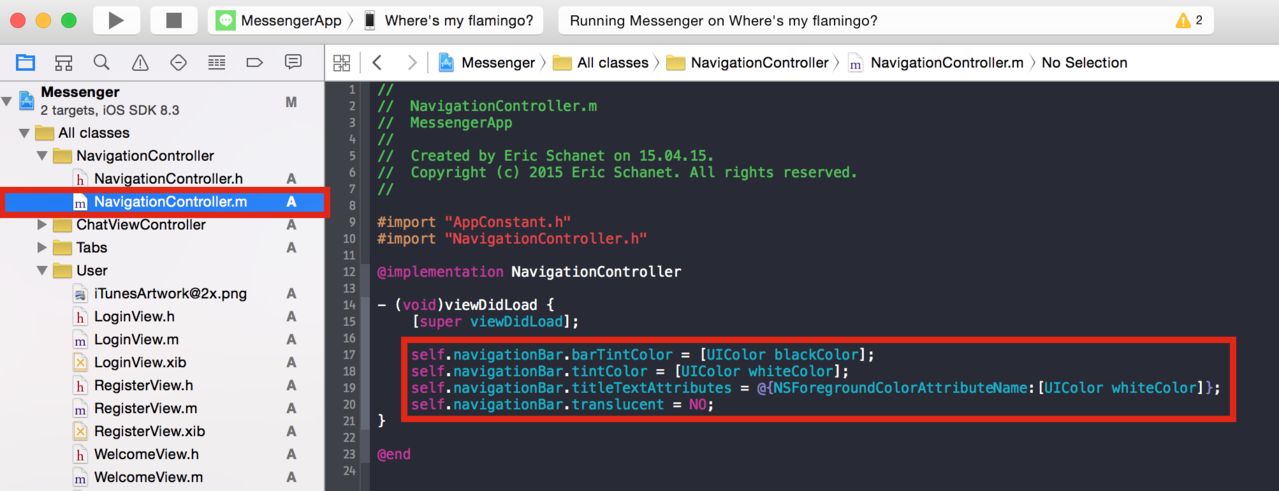 MessengerApp 〉 Where's my flamingo?
Running Messenger on Where's my flamingo?
2
Messenger 〉 All classes 〉 NavigationController 〉 m NavigationController.m 〉 No Selection
Messenger
2 targets, iOS SDK 8.3
M
All classes
NavigationController
h NavigationController.h A
m NavigationController.m A
ChatViewController A
Tabs A
User
iTunesArtwork@2x.png A
h LoginView.h A
m LoginView.m A
LoginView.xib A
h RegisterView.h A
m RegisterView.m A
RegisterView.xib A
h WelcomeView.h A
m WelcomeView.m A
1 //
2 //  NavigationController.m
3 //  MessengerApp
4 //
5 //  Created by Eric Schanet on 15.04.15.
6 //  Copyright (c) 2015 Eric Schanet. All rights reserved.
7 //
8
9 #import "AppConstant.h"
10 #import "NavigationController.h"
11
12 @implementation NavigationController
13
14 - (void)viewDidLoad {
15     [super viewDidLoad];
16
17     self.navigationBar.barTintColor = [UIColor blackColor];
18     self.navigationBar.tintColor = [UIColor whiteColor];
19     self.navigationBar.titleTextAttributes = @{NSForegroundColorAttributeName:[UIColor whiteColor]};
20     self.navigationBar.translucent = NO;
21 }
22
23 @end
24